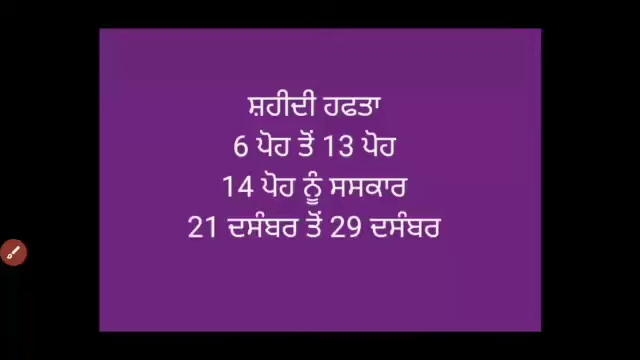 ਸ਼ਹੀਦੀ ਹਫਤਾ
6 ਪੋਹ ਤੋਂ 13 ਪੋਹ
14 ਪੋਹ ਨੂੰ ਸਸਕਾਰ
21 ਦਸੰਬਰ ਤੋਂ 29 ਦਸੰਬਰ